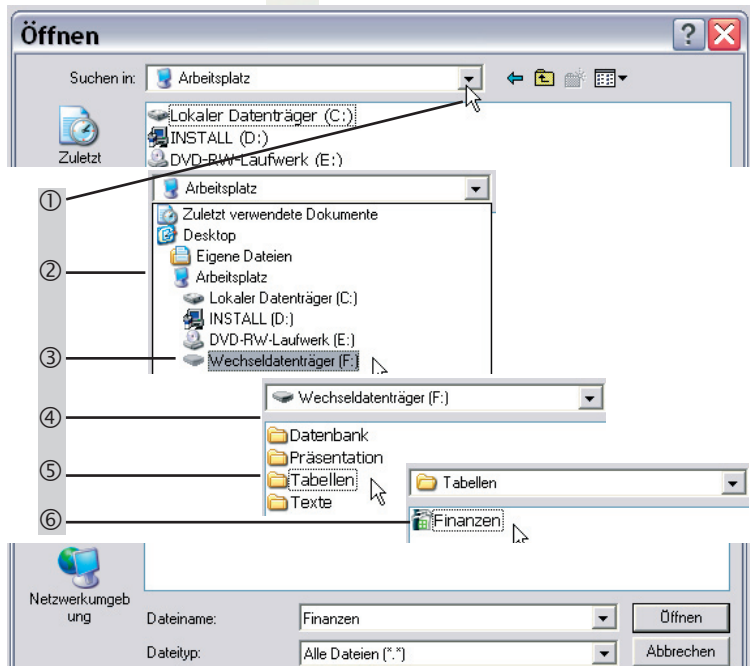 Öffnen
Suchen in: Arbeitsplatz
Lokaler Datenträger (C:)
INSTALL (D:)
DVD-RW-Laufwerk (E:)
Zuletzt
① Arbeitsplatz
Zuletzt verwendete Dokumente
Desktop
Eigene Dateien
② Arbeitsplatz
Lokaler Datenträger (C:)
INSTALL (D:)
DVD-RW-Laufwerk (E:)
③ Wechseldatenträger (F:)
④ Wechseldatenträger (F:)
Datenbank
Präsentation
⑤ Tabellen
Texte
Tabellen
⑥ Finanzen
Netzwerkumgeb
ung
Dateiname: Finanzen Öffnen
Dateityp: Alle Dateien (*.*) Abbrechen